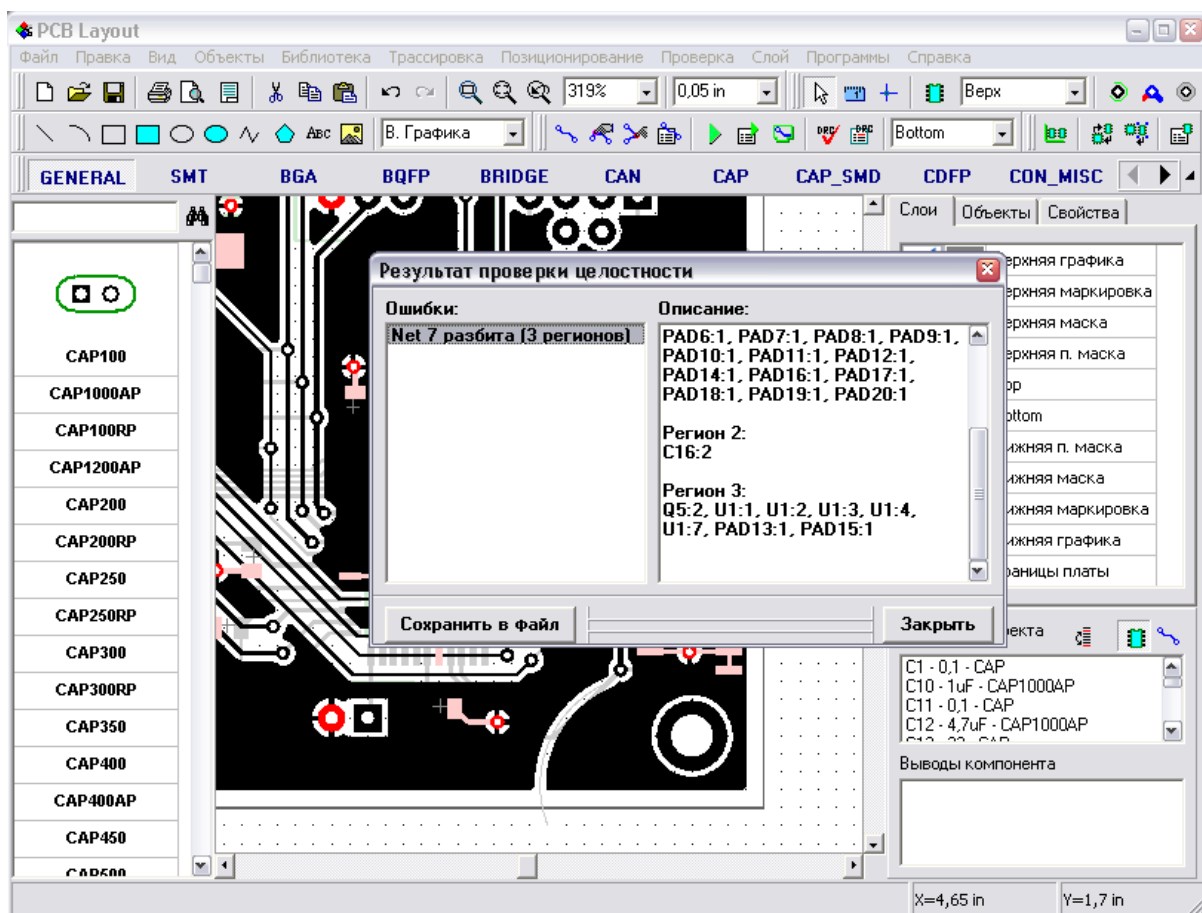 PCB Layout
Файл Правка Вид Объекты Библиотека Трассировка Позиционирование Проверка Слой Программы Справка
319% 0,05 in Верх
ABC В. Графика DRC DRC Bottom
GENERAL SMT BGA BQFP BRIDGE CAN CAP CAP_SMD CDFP CON_MISC
Слои Объекты Свойства
CAP100
CAP1000AP
CAP100RP
CAP1200AP
CAP200
CAP200RP
CAP250
CAP250RP
CAP300
CAP300RP
CAP350
CAP400
CAP400AP
CAP450
CAP500
Результат проверки целостности
Ошибки:
Net 7 разбита (3 регионов)
Описание:
PAD6:1, PAD7:1, PAD8:1, PAD9:1,
PAD10:1, PAD11:1, PAD12:1,
PAD14:1, PAD16:1, PAD17:1,
PAD18:1, PAD19:1, PAD20:1
Регион 2:
C16:2
Регион 3:
Q5:2, U1:1, U1:2, U1:3, U1:4,
U1:7, PAD13:1, PAD15:1
Сохранить в файл
Закрыть
ерхняя графика
ерхняя маркировка
ерхняя маска
ерхняя п. маска
op
ottom
ижняя п. маска
ижняя маска
ижняя маркировка
ижняя графика
раницы платы
екта
C1 - 0,1 - CAP
C10 - 1uF - CAP1000AP
C11 - 0,1 - CAP
C12 - 4,7uF - CAP1000AP
Выводы компонента
X=4,65 in Y=1,7 in